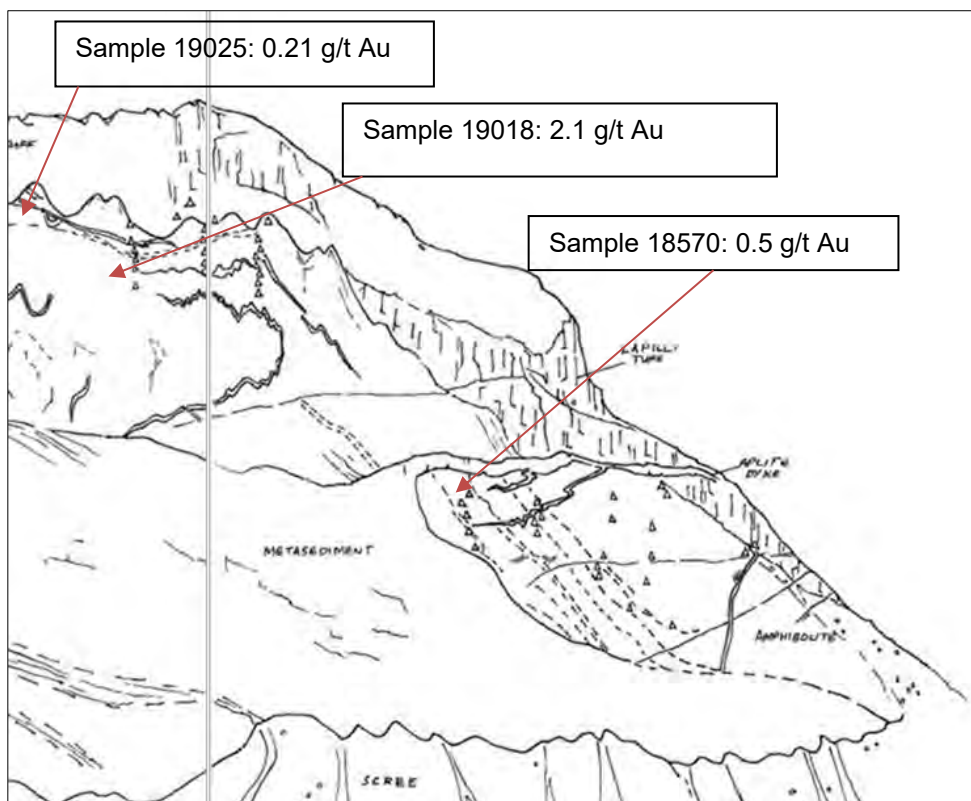 Sample 19025: 0.21 g/t Au
Sample 19018: 2.1 g/t Au
Sample 18570: 0.5 g/t Au
LAPILLI
TUFF
APLITE
DYKE
METASEDIMENT
AMPHIBOLITE
SCREE